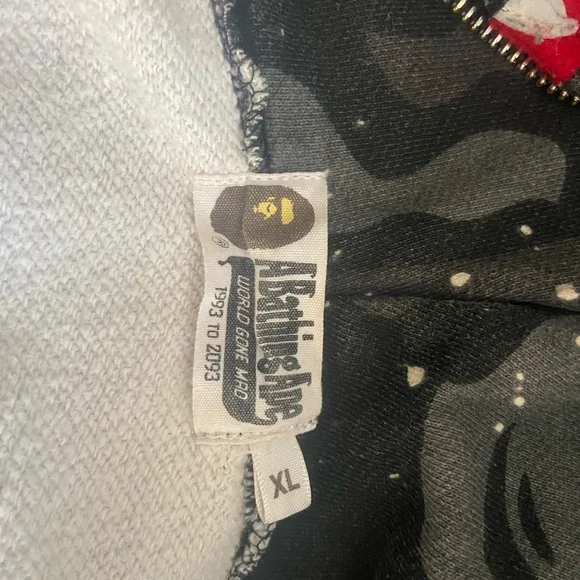 ®
A Bathing Ape
WORLD GONE MAD
1993 TO 2093
XL